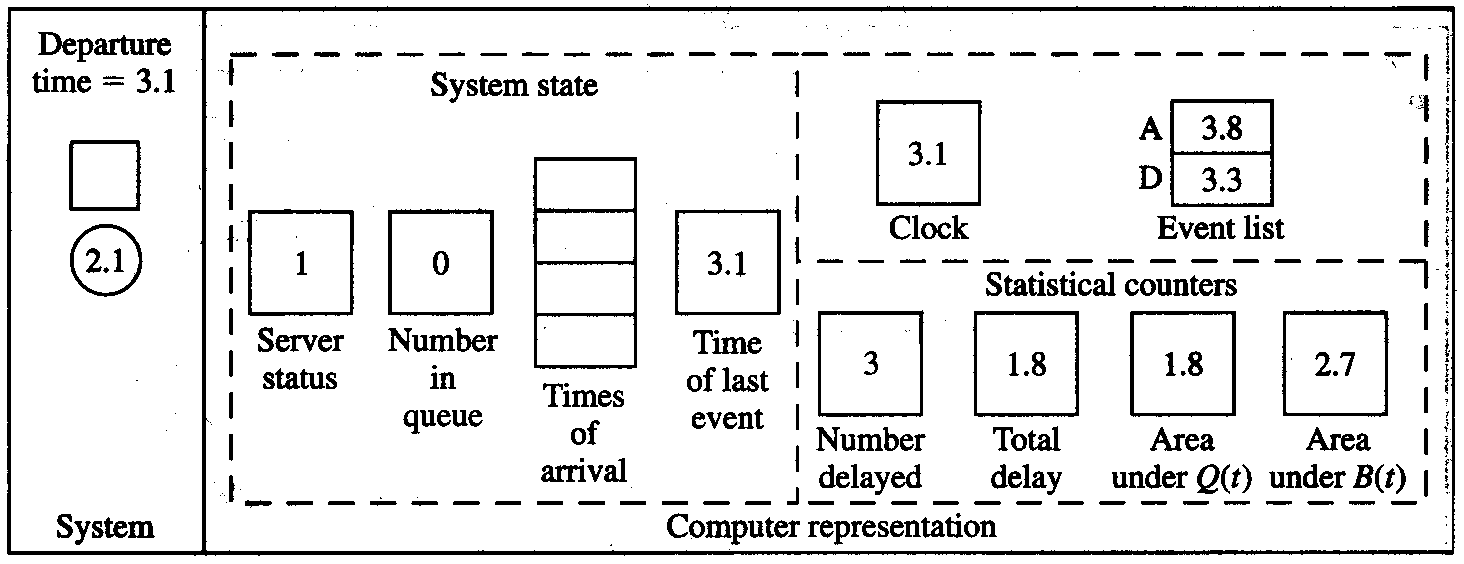 Departure
time = 3.1
2.1
System
System state
1
Server
status
0
Number
in
queue
Times
of
arrival
3.1
Time
of last
event
3.1
Clock
A 3.8
D 3.3
Event list
Statistical counters
3
Number
delayed
1.8
Total
delay
1.8
Area
under Q(t)
2.7
Area
under B(t)
Computer representation